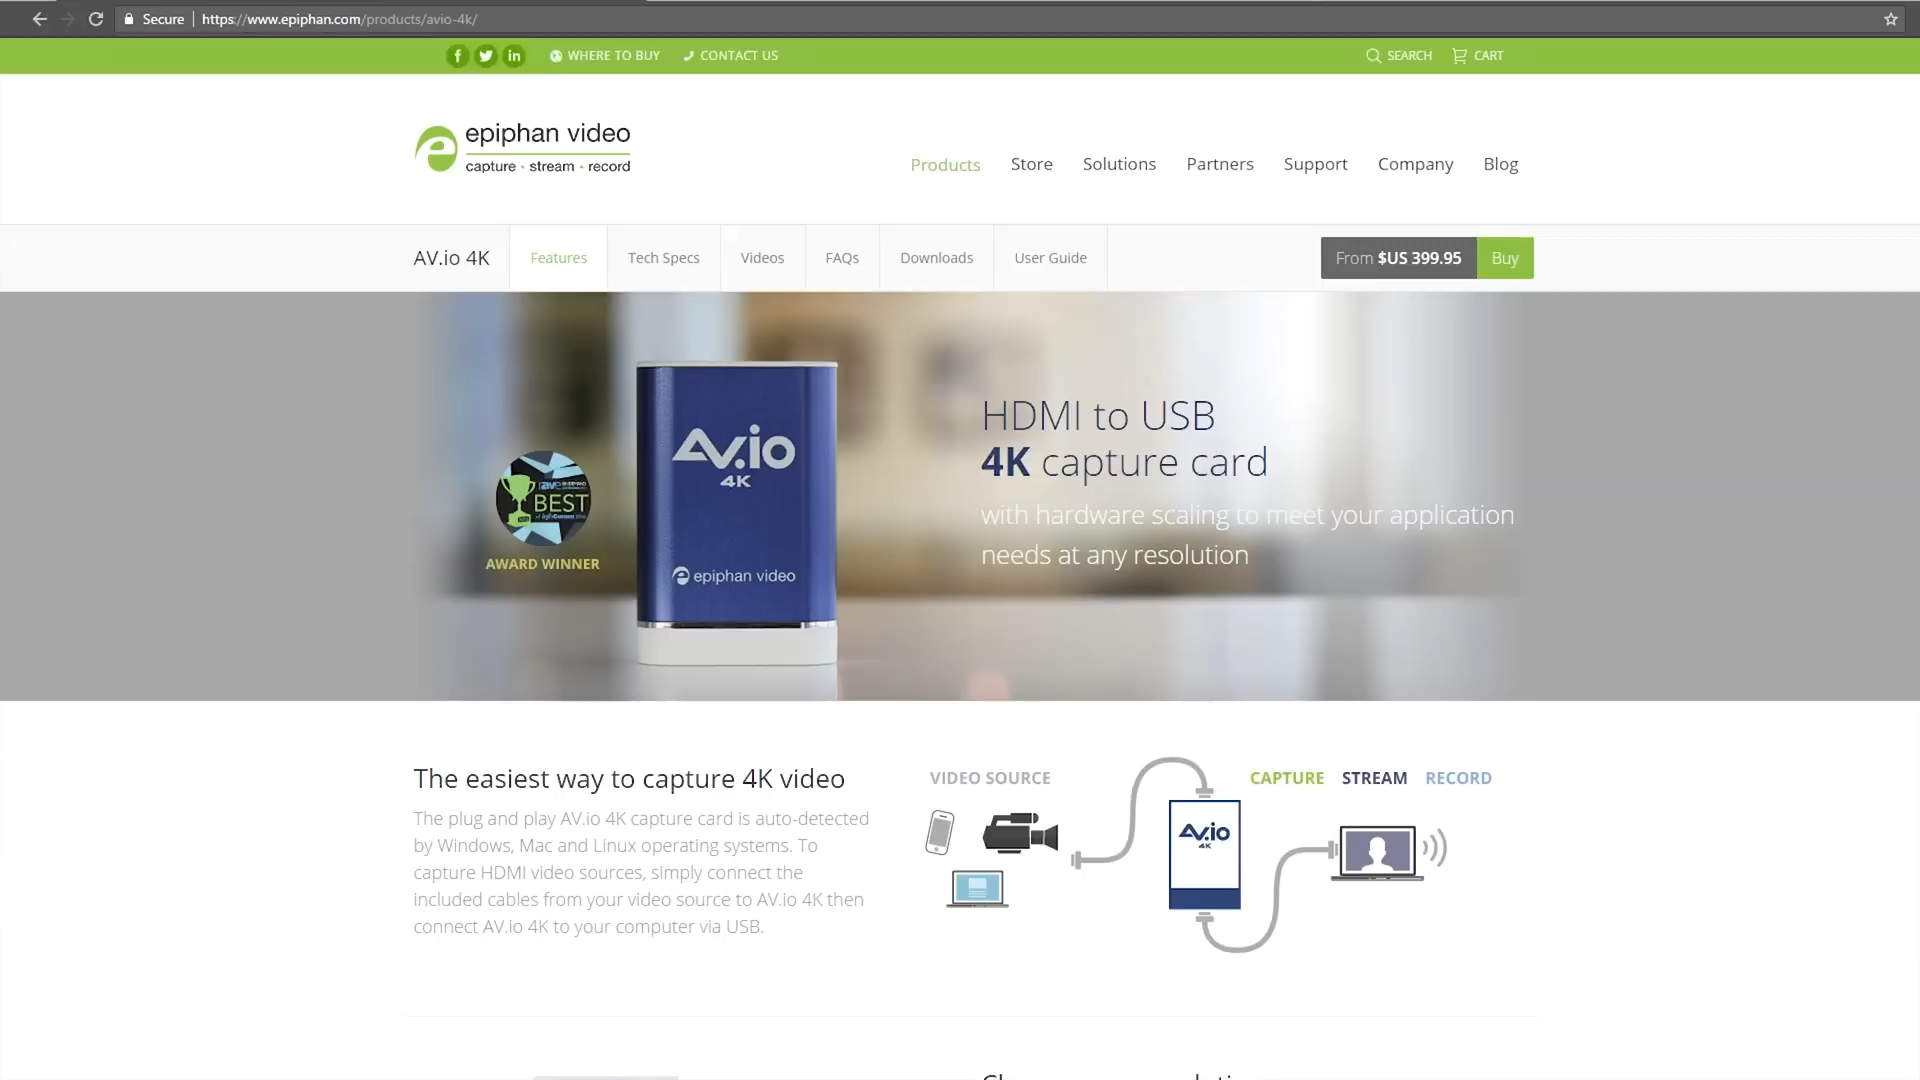 Secure | https://www.epiphan.com/products/avio-4k/
WHERE TO BUY CONTACT US SEARCH CART
epiphan video
capture · stream · record
Products Store Solutions Partners Support Company Blog
AV.io 4K Features Tech Specs Videos FAQs Downloads User Guide From $US 399.95 Buy
AV.io
4K
epiphan video
BEST
AWARD WINNER
HDMI to USB
4K capture card
with hardware scaling to meet your application
needs at any resolution
The easiest way to capture 4K video
The plug and play AV.io 4K capture card is auto-detected
by Windows, Mac and Linux operating systems. To
capture HDMI video sources, simply connect the
included cables from your video source to AV.io 4K then
connect AV.io 4K to your computer via USB.
VIDEO SOURCE
CAPTURE STREAM RECORD
AV.io
4K